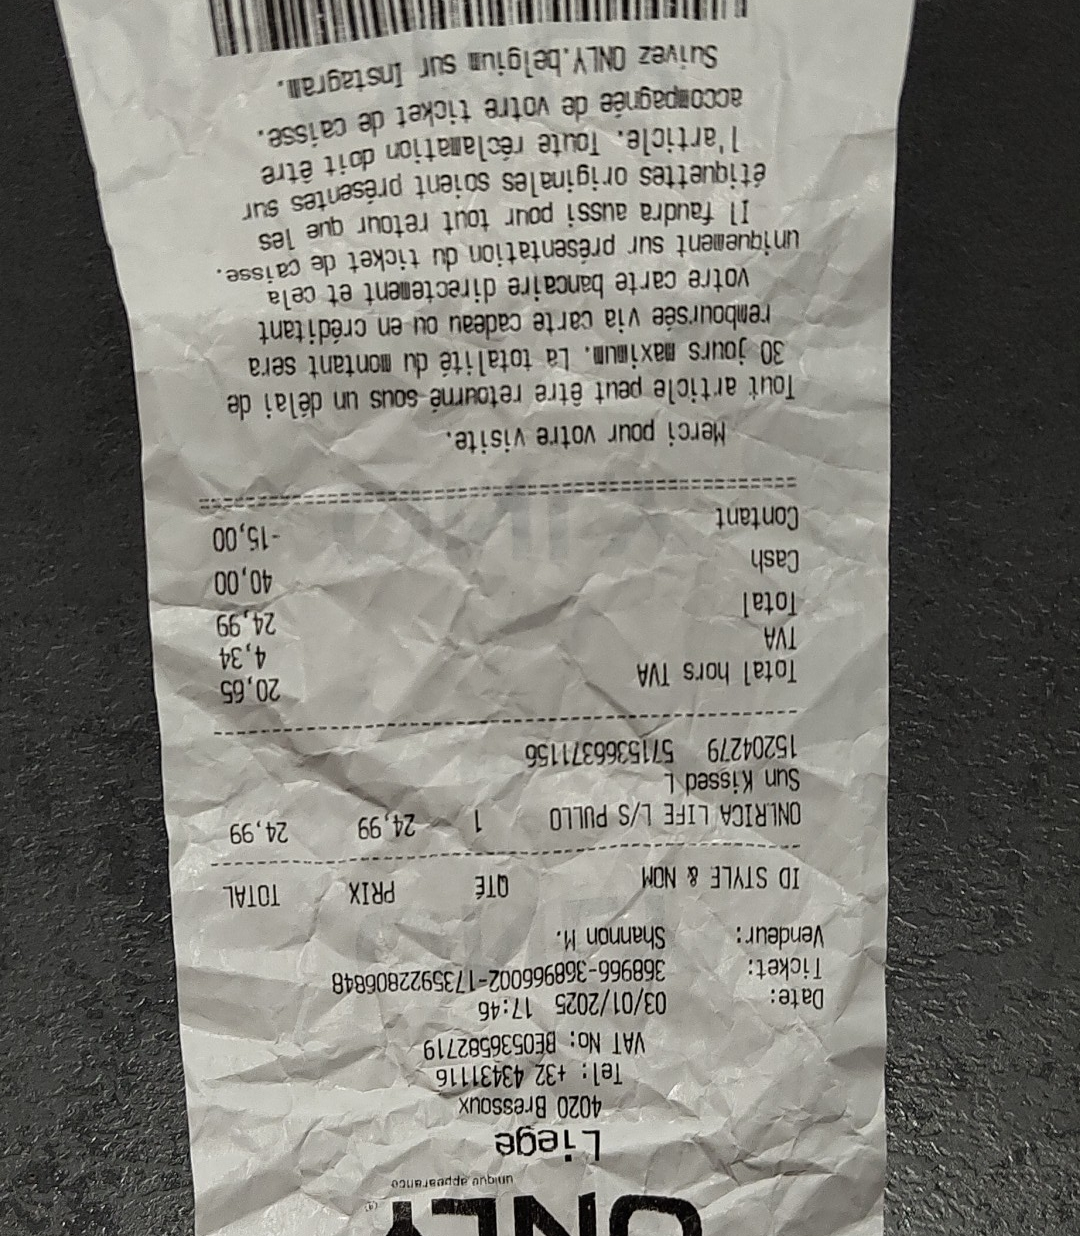 ONLY
unique appearance
Liege
4020 Bressoux
Tel: +32 43431116
VAT No: BE0536582719
Date: 03/01/2025 17:46
Ticket: 368966-368966002-1735922806848
Vendeur: Shannon M.
ID STYLE & NOM QTÉ PRIX TOTAL
ONLRICA LIFE L/S PULLO 1 24,99 24,99
Sun Kissed L
15204279 5715366371156
Total hors TVA 20,65
TVA 4,34
Total 24,99
Cash 40,00
Contant -15,00
Merci pour votre visite.
Tout article peut être retourné sous un délai de
30 jours maximum. La totalité du montant sera
remboursée via carte cadeau ou en créditant
votre carte bancaire directement et cela
uniquement sur présentation du ticket de caisse.
Il faudra aussi pour tout retour que les
étiquettes originales soient présentes sur
l'article. Toute réclamation doit être
accompagnée de votre ticket de caisse.
Suivez ONLY.belgium sur Instagram.